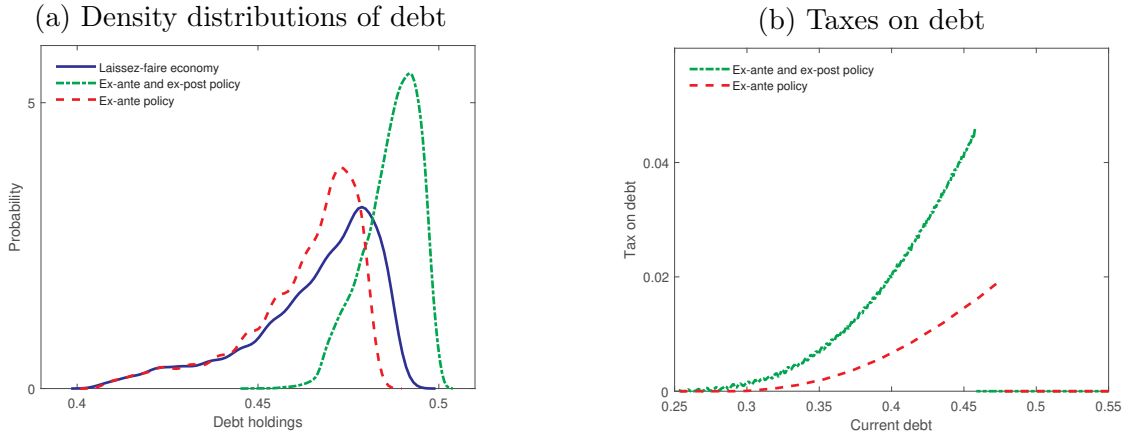 (a) Density distributions of debt
Laissez-faire economy
Ex-ante and ex-post policy
Ex-ante policy
5
0
Probability
0.4
0.45
0.5
Debt holdings
(b) Taxes on debt
Ex-ante and ex-post policy
Ex-ante policy
0.04
0.02
0
Tax on debt
0.25
0.3
0.35
0.4
0.45
0.5
0.55
Current debt